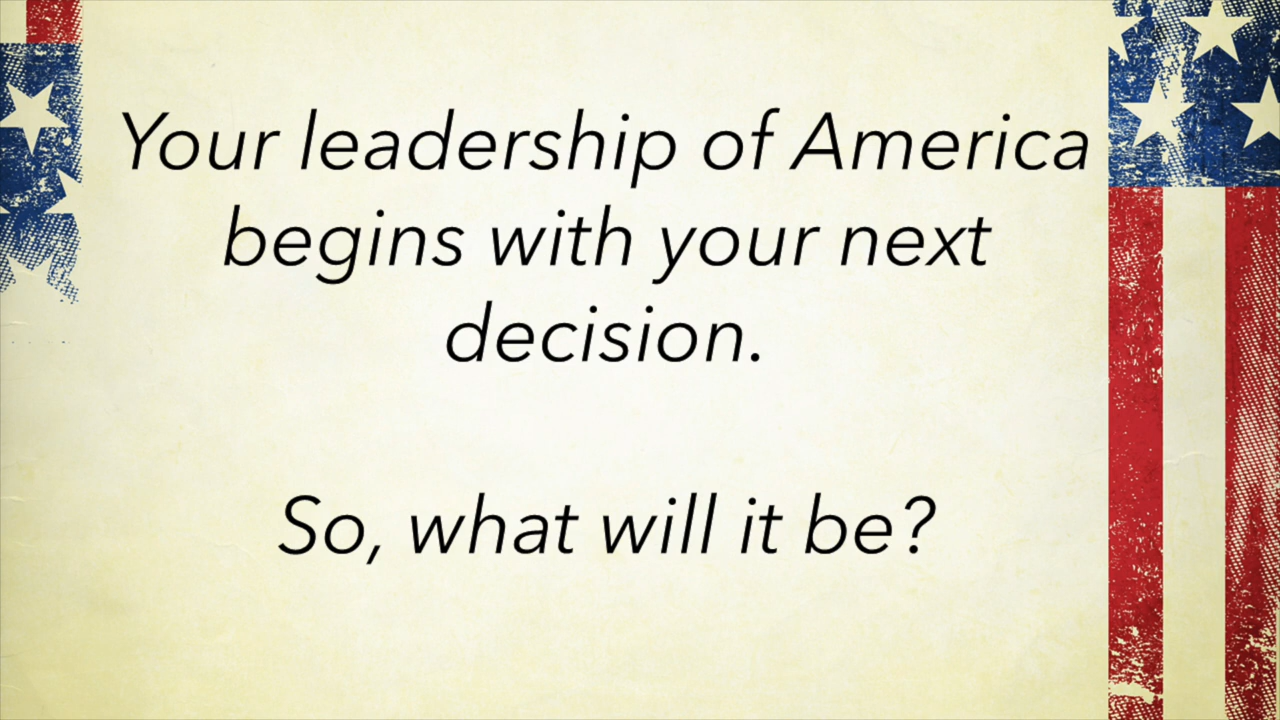 Your leadership of America
begins with your next
decision.
So, what will it be?